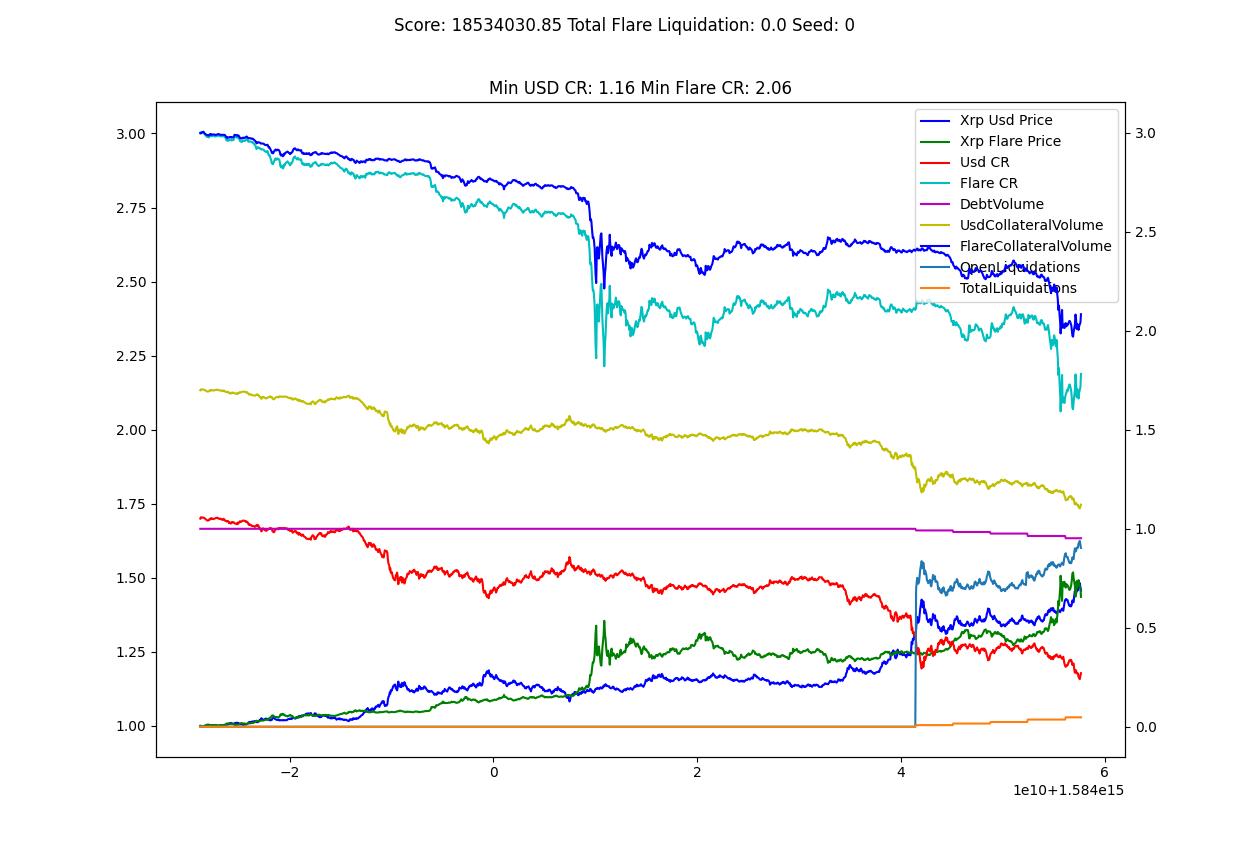 Score: 18534030.85 Total Flare Liquidation: 0.0 Seed: 0
Min USD CR: 1.16 Min Flare CR: 2.06
3.00
2.75
2.50
2.25
2.00
1.75
1.50
1.25
1.00
Xrp Usd Price
Xrp Flare Price
Usd CR
Flare CR
DebtVolume
UsdCollateralVolume
FlareCollateralVolume
OpenLiquidations
TotalLiquidations
3.0
2.5
2.0
1.5
1.0
0.5
0.0
−2 0 2 4 6
1e10+1.584e15